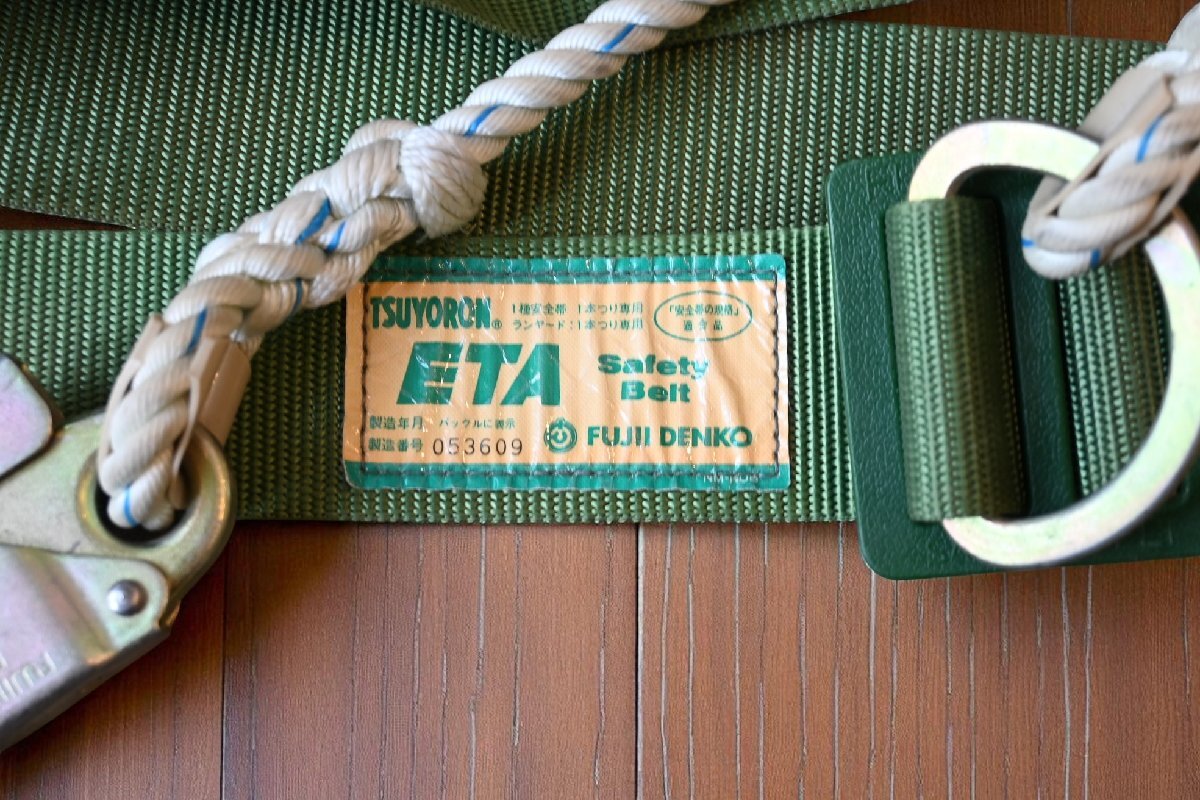 TSUYORON®
1種安全帯 1本つり専用
ランヤード:1本つり専用
「安全帯の規格」
適合品
ETA
Safety
Belt
製造年月 バックルに表示
製造番号 053609
FUJII DENKO
FUJII